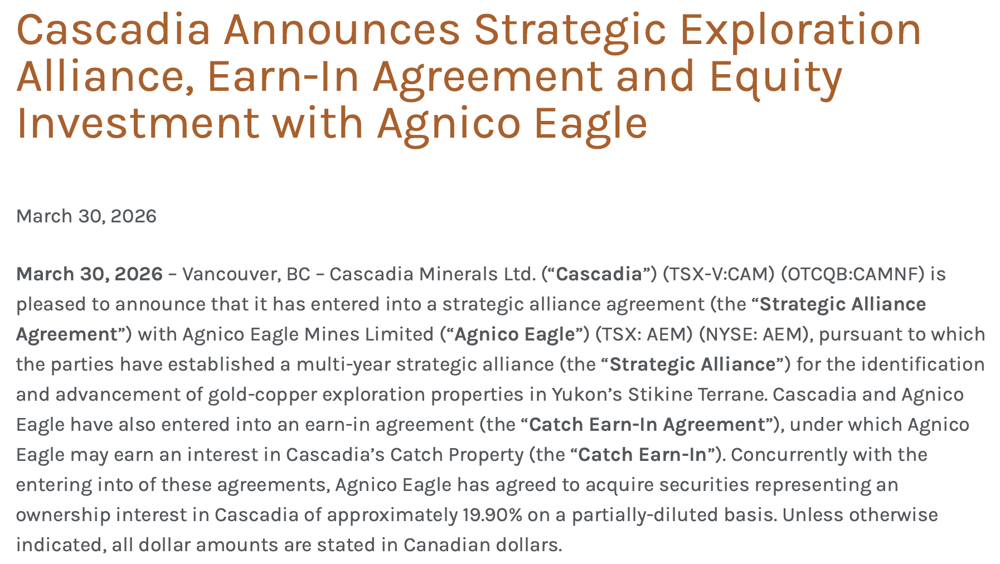 Cascadia Announces Strategic Exploration
Alliance, Earn-In Agreement and Equity
Investment with Agnico Eagle
March 30, 2026
March 30, 2026 – Vancouver, BC – Cascadia Minerals Ltd. (“Cascadia”) (TSX-V:CAM) (OTCQB:CAMNF) is
pleased to announce that it has entered into a strategic alliance agreement (the “Strategic Alliance
Agreement”) with Agnico Eagle Mines Limited (“Agnico Eagle”) (TSX: AEM) (NYSE: AEM), pursuant to which
the parties have established a multi-year strategic alliance (the “Strategic Alliance”) for the identification
and advancement of gold-copper exploration properties in Yukon’s Stikine Terrane. Cascadia and Agnico
Eagle have also entered into an earn-in agreement (the “Catch Earn-In Agreement”), under which Agnico
Eagle may earn an interest in Cascadia’s Catch Property (the “Catch Earn-In”). Concurrently with the
entering into of these agreements, Agnico Eagle has agreed to acquire securities representing an
ownership interest in Cascadia of approximately 19.90% on a partially-diluted basis. Unless otherwise
indicated, all dollar amounts are stated in Canadian dollars.